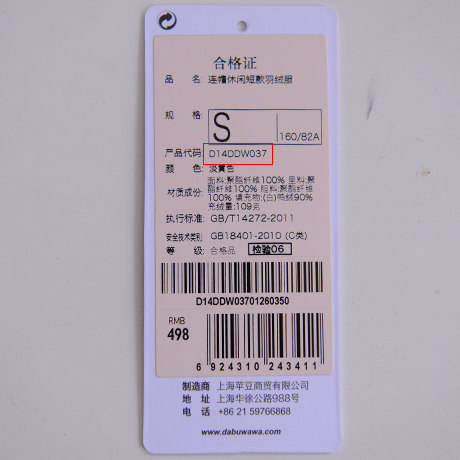 合格证
品 名: 连帽休闲短款羽绒服
规 格: S 160/82A
产品代码: D14DDW037
颜 色: 淡黄色
材质成份: 面料:聚酯纤维100% 里料:聚酯纤维100% 胆料:聚酯纤维100% 填充物:(白)鸭绒90%
充绒量:109克
执行标准: GB/T14272-2011
安全技术类别: GB18401-2010 (C类)
等 级: 合格品 检验06
D14DDW03701260350
RMB
498
6 924310 243411
制造商 上海苹豆商贸有限公司
地 址 上海华徐公路988号
电 话 +86 21 59766868
www.dabuwawa.com